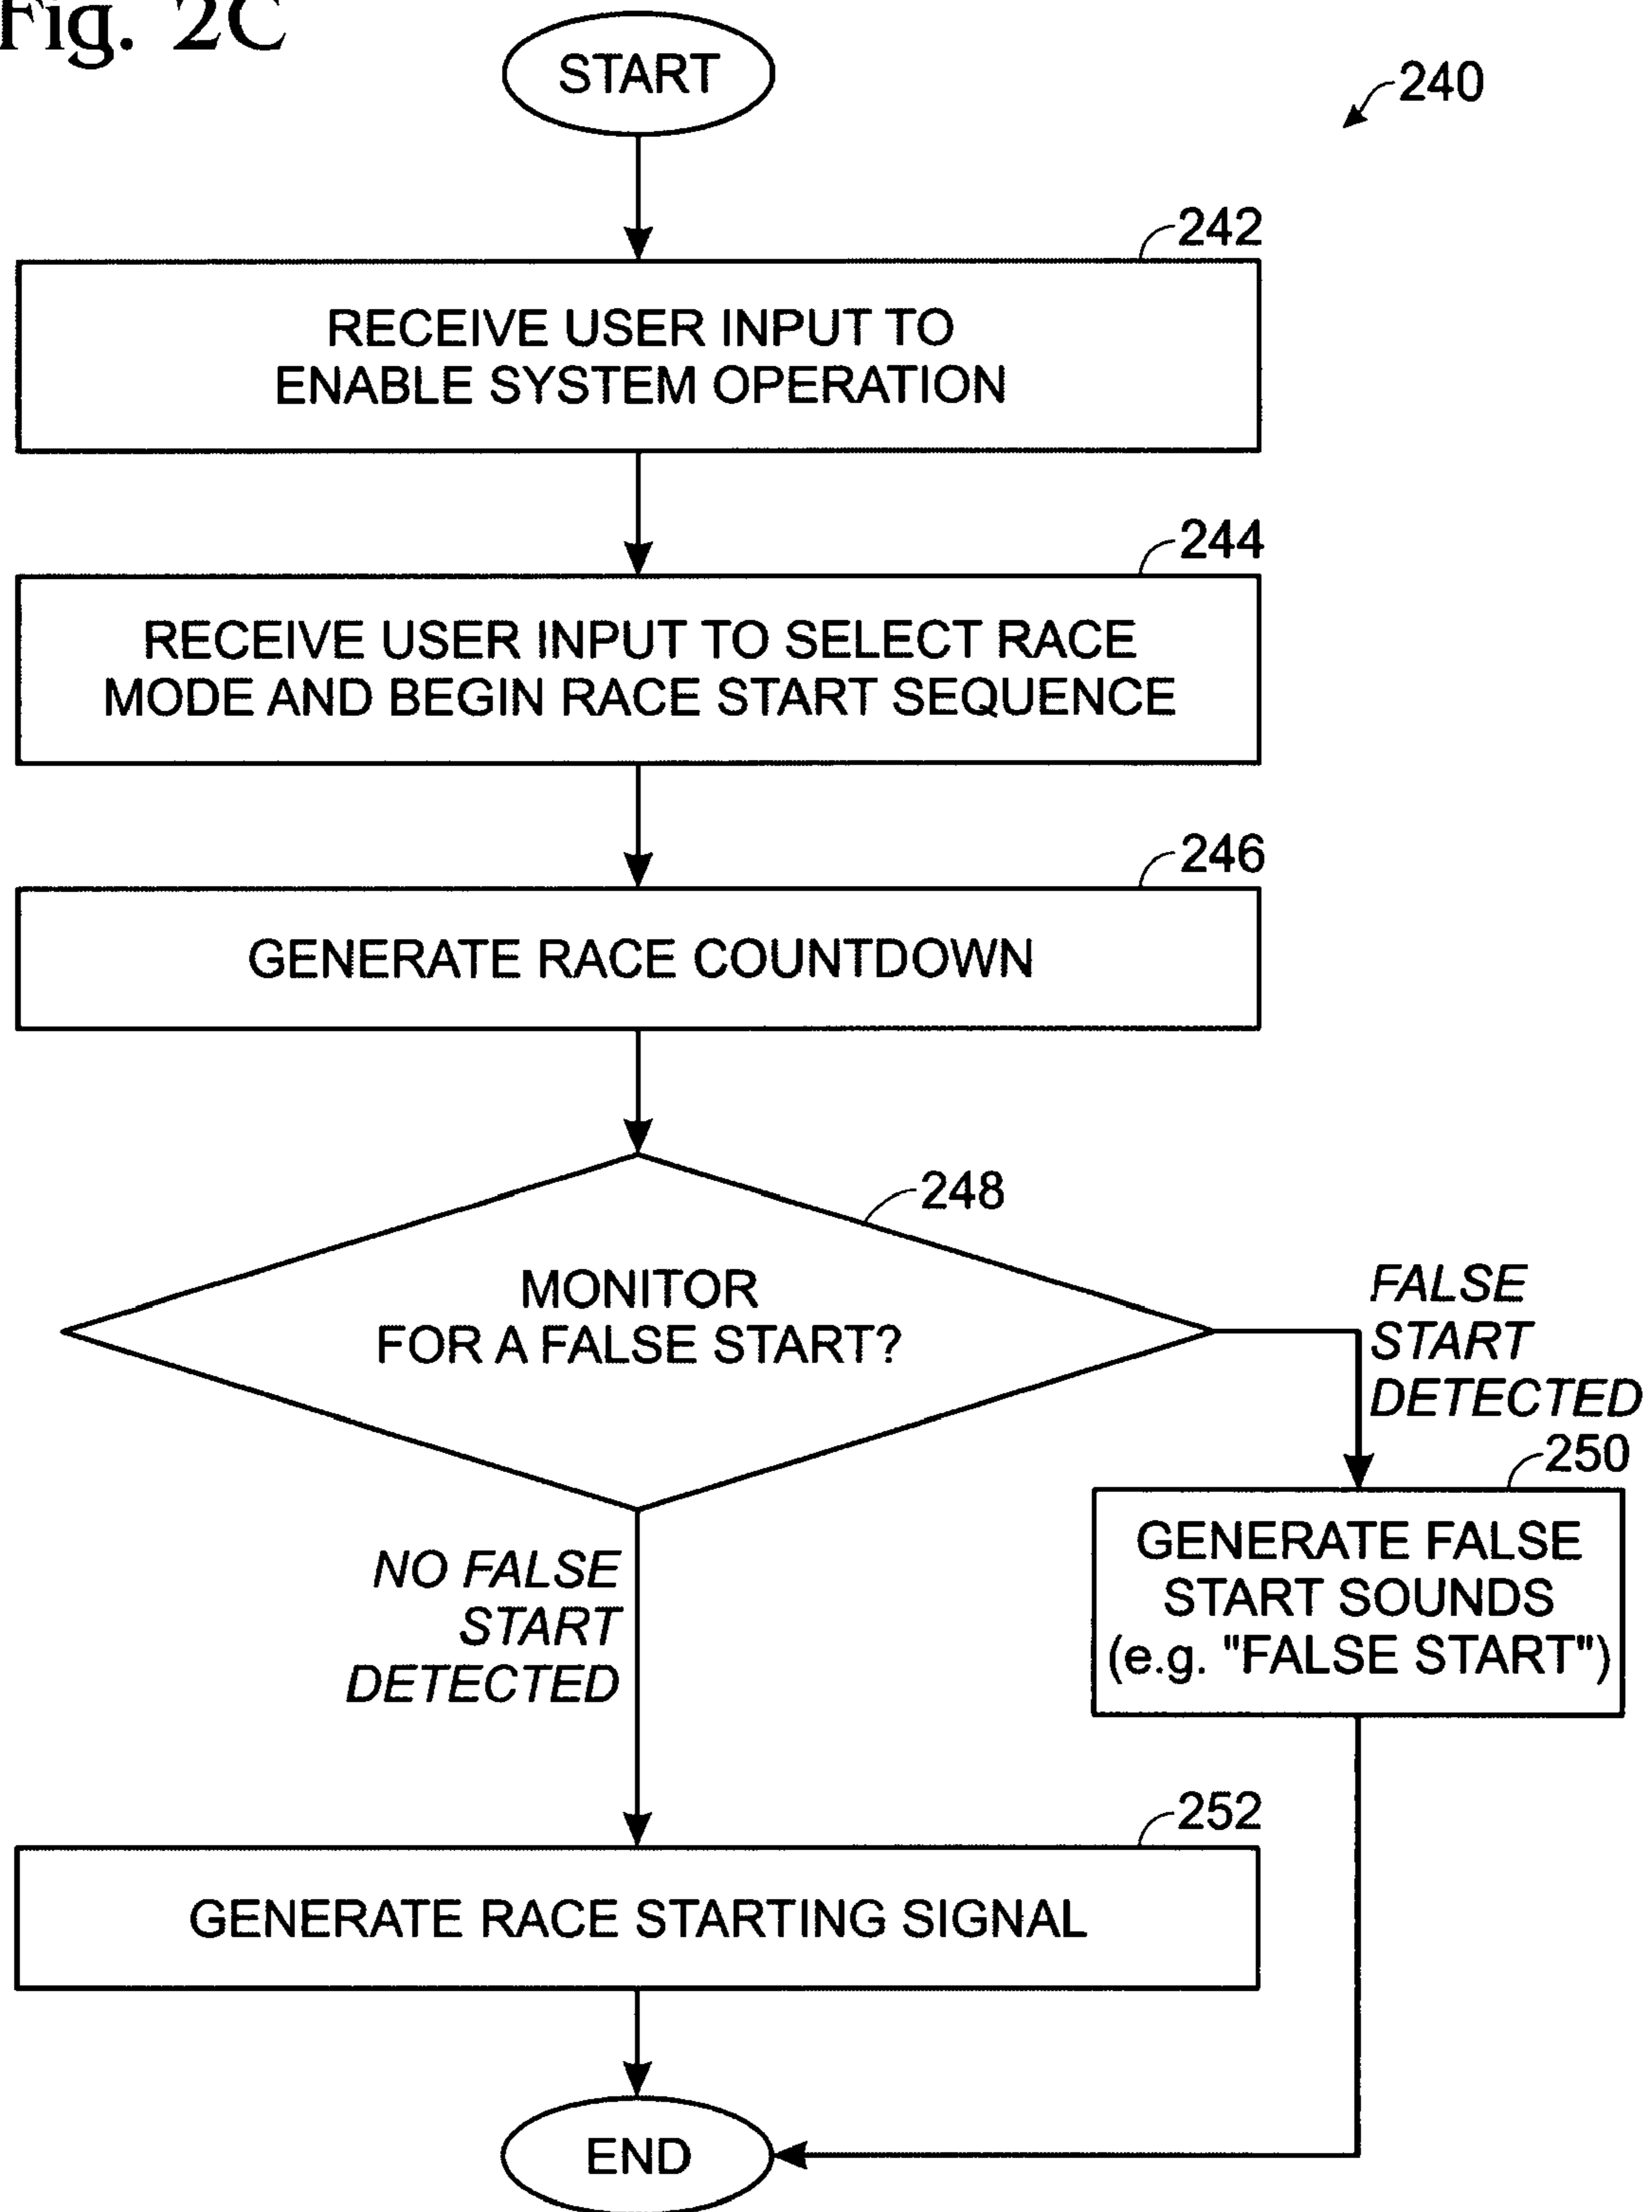 Fig. 2C
START
240
242
RECEIVE USER INPUT TO
ENABLE SYSTEM OPERATION
244
RECEIVE USER INPUT TO SELECT RACE
MODE AND BEGIN RACE START SEQUENCE
246
GENERATE RACE COUNTDOWN
248
MONITOR
FOR A FALSE START?
FALSE
START
DETECTED
250
GENERATE FALSE
START SOUNDS
(e.g. "FALSE START")
NO FALSE
START
DETECTED
252
GENERATE RACE STARTING SIGNAL
END